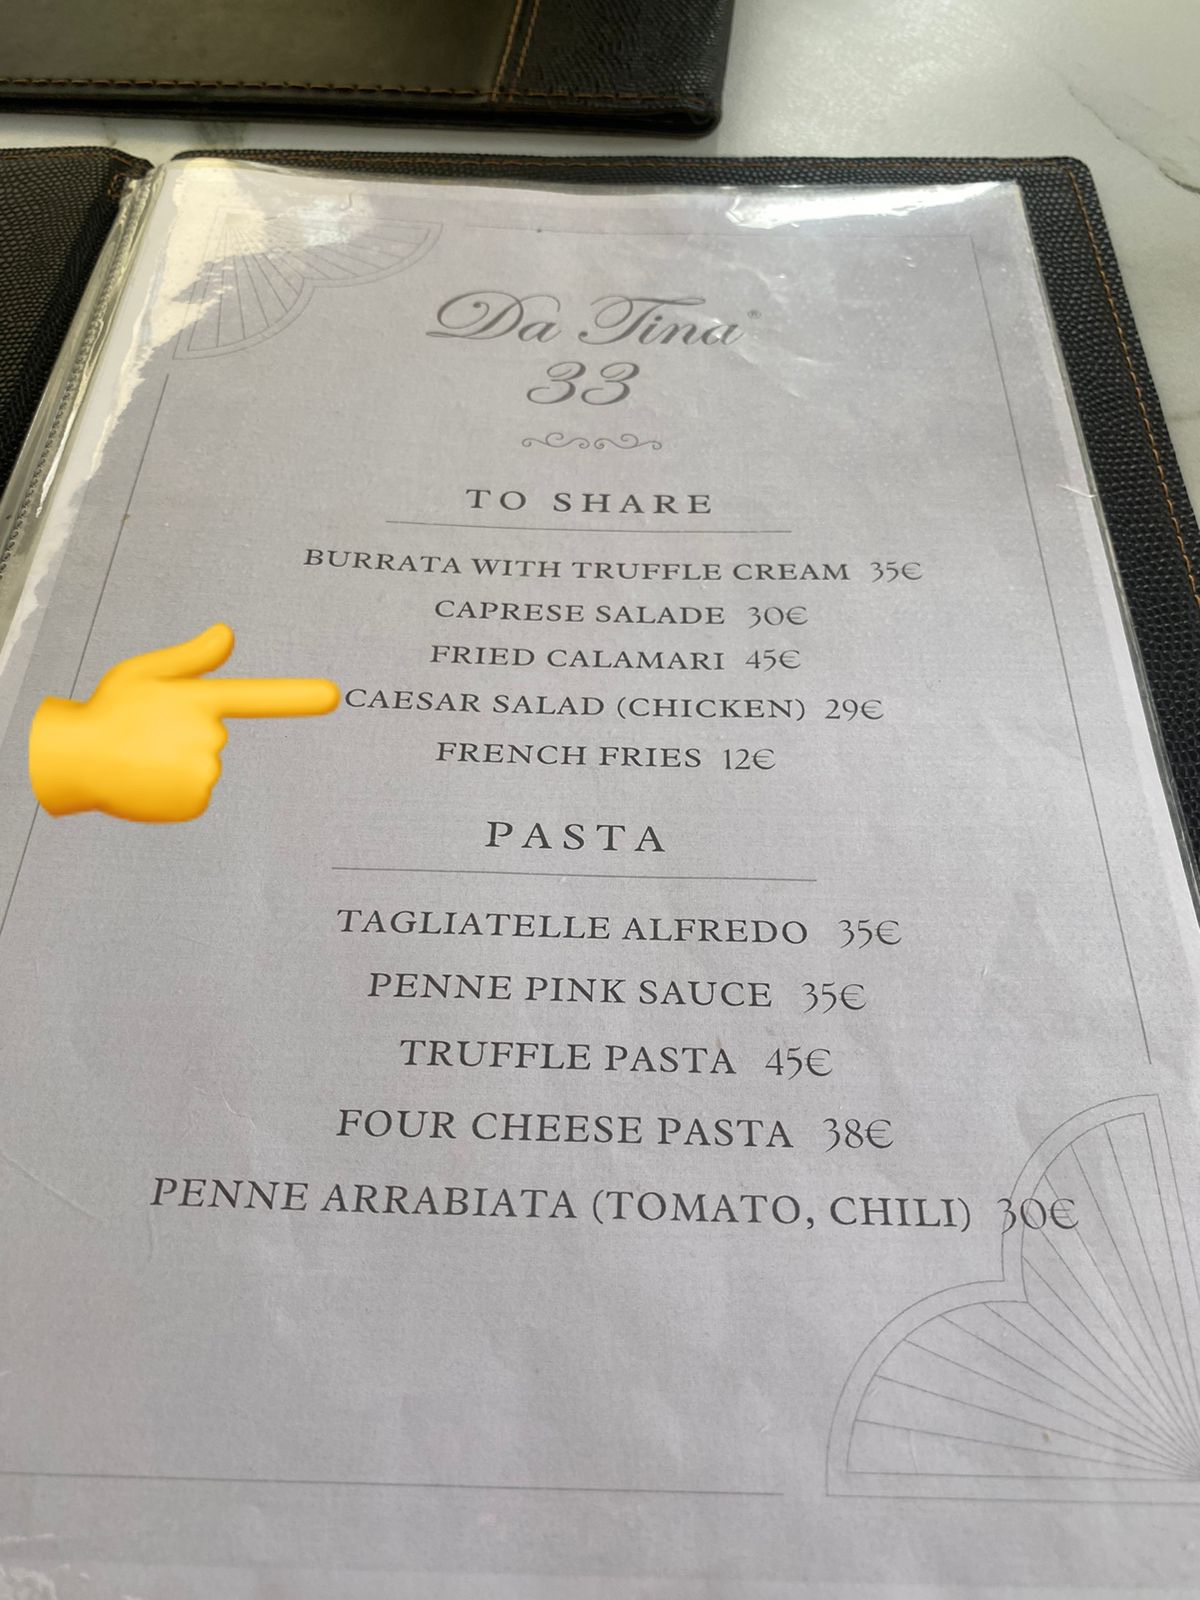 Da Tina®
33
TO SHARE
BURRATA WITH TRUFFLE CREAM 35€
CAPRESE SALADE 30€
FRIED CALAMARI 45€
CAESAR SALAD (CHICKEN) 29€
FRENCH FRIES 12€
PASTA
TAGLIATELLE ALFREDO 35€
PENNE PINK SAUCE 35€
TRUFFLE PASTA 45€
FOUR CHEESE PASTA 38€
PENNE ARRABIATA (TOMATO, CHILI) 30€